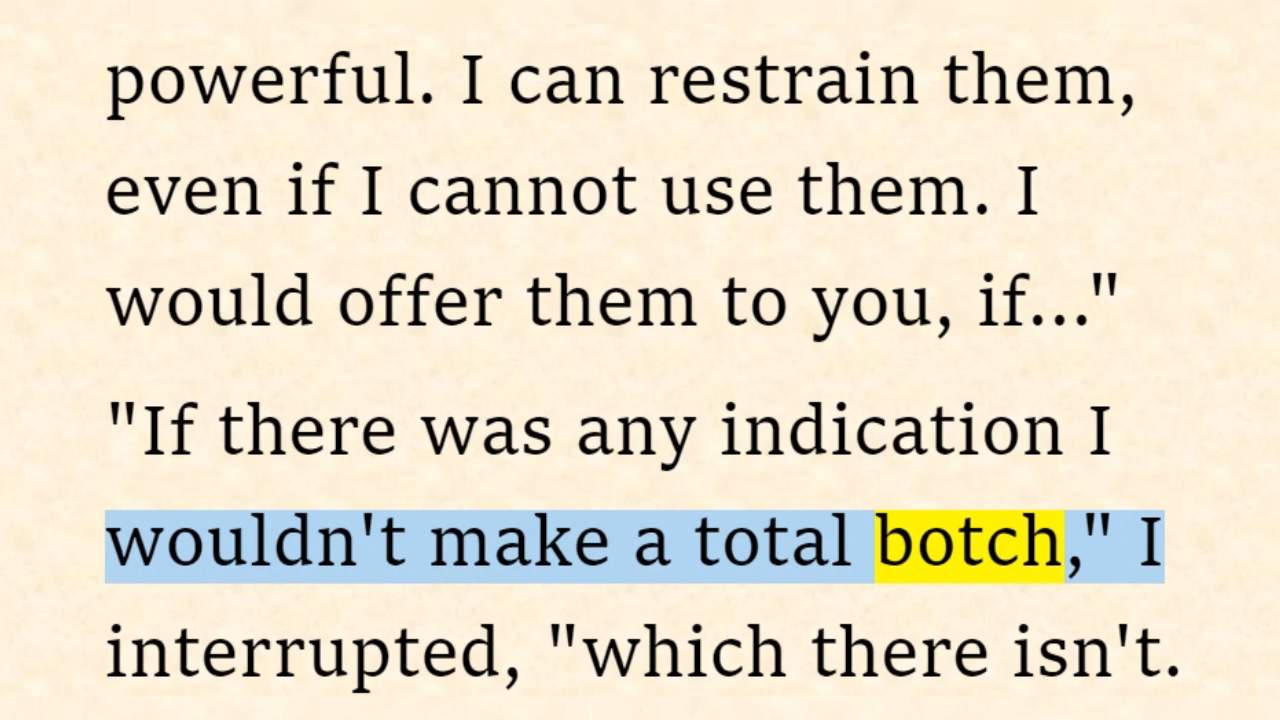 powerful. I can restrain them,
even if I cannot use them. I
would offer them to you, if..."
"If there was any indication I
wouldn't make a total botch," I
interrupted, "which there isn't.